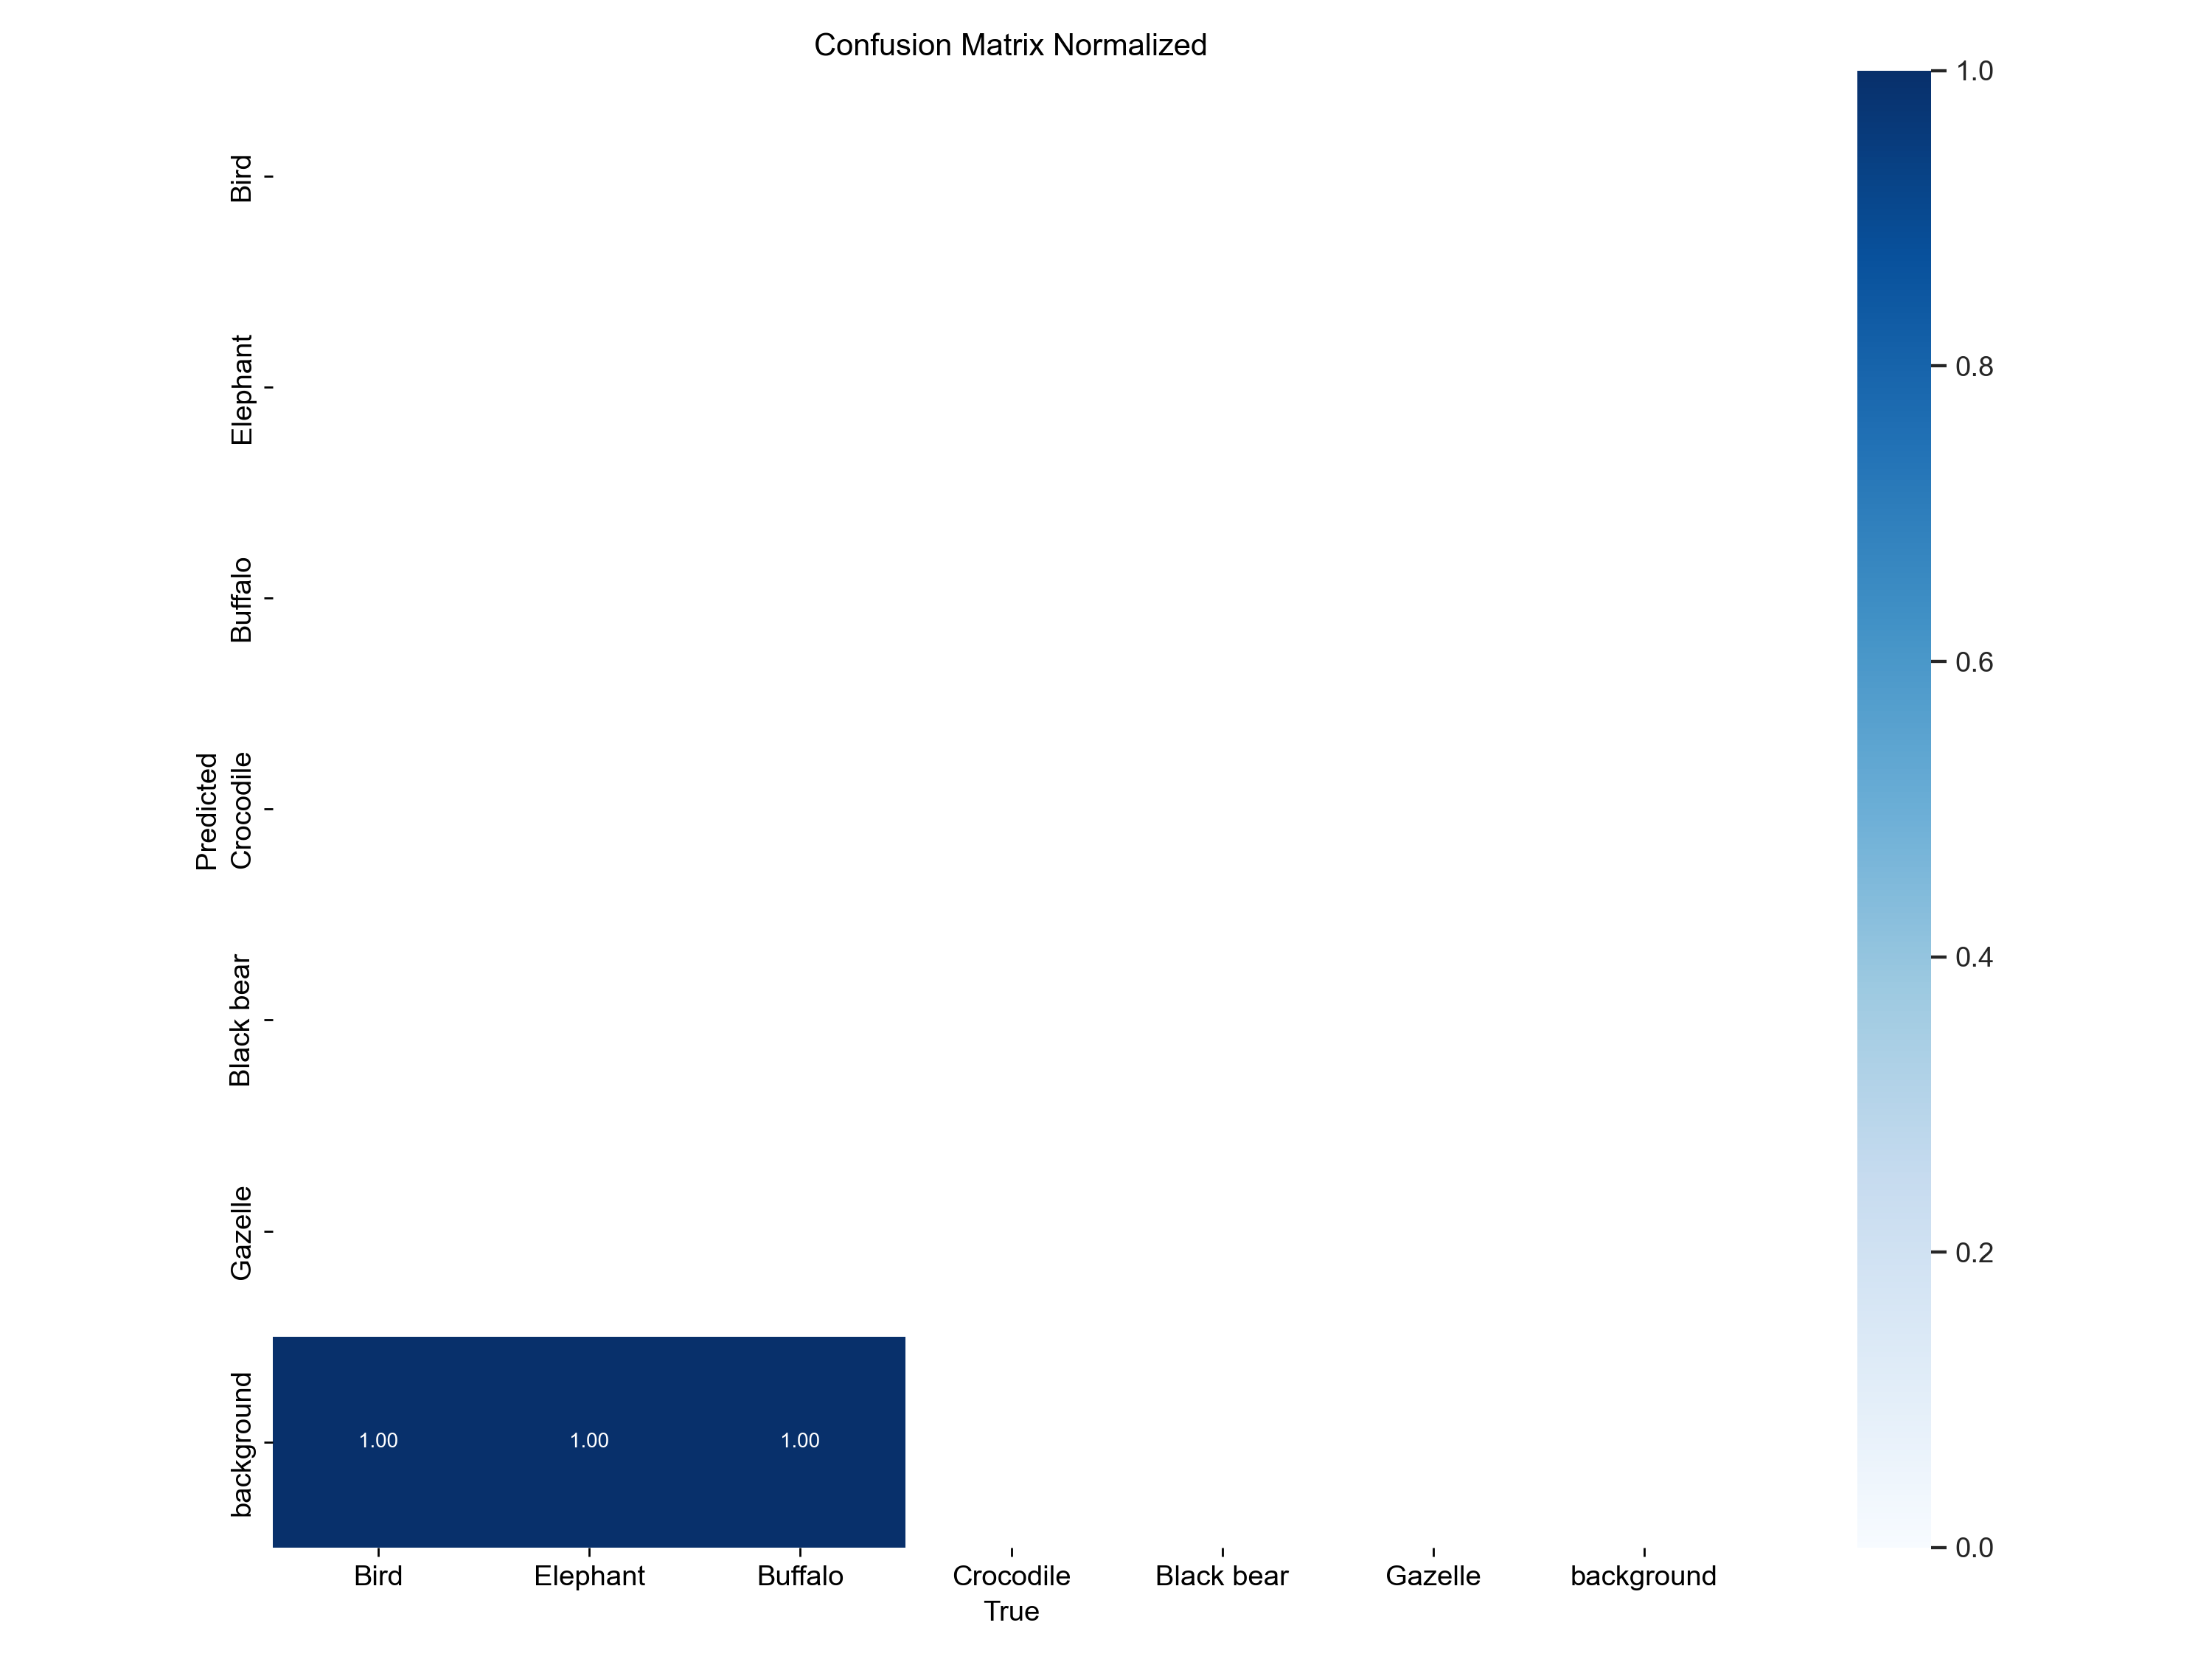 Confusion Matrix Normalized
Predicted
Bird
Elephant
Buffalo
Crocodile
Black bear
Gazelle
background
1.00 1.00 1.00
Bird Elephant Buffalo Crocodile Black bear Gazelle background
True
1.0
0.8
0.6
0.4
0.2
0.0